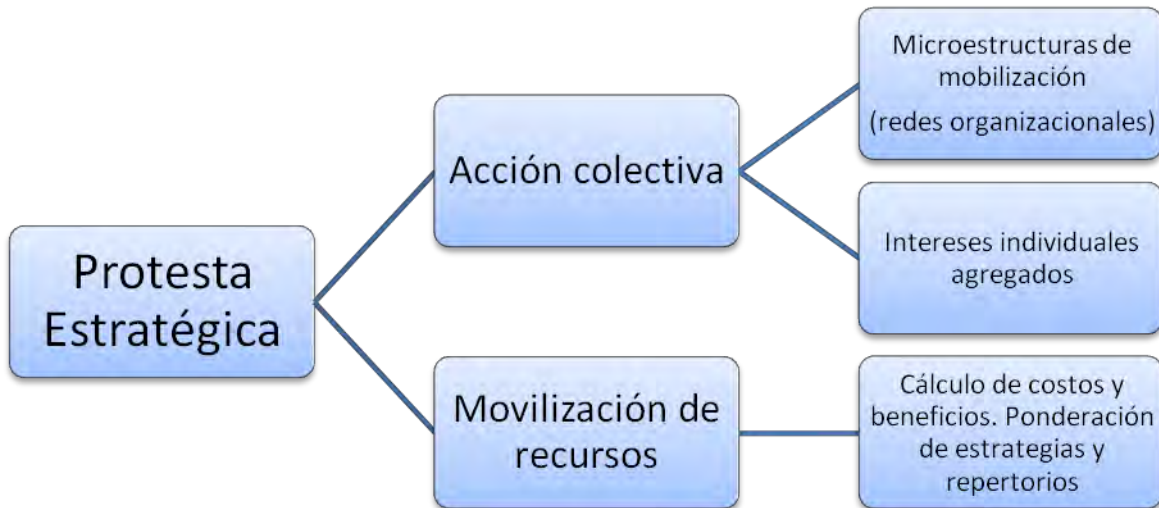 Protesta
Estratégica
Acción colectiva
Microestructuras de
mobilización
(redes organizacionales)
Intereses individuales
agregados
Movilización de
recursos
Cálculo de costos y
beneficios. Ponderación
de estrategias y
repertorios